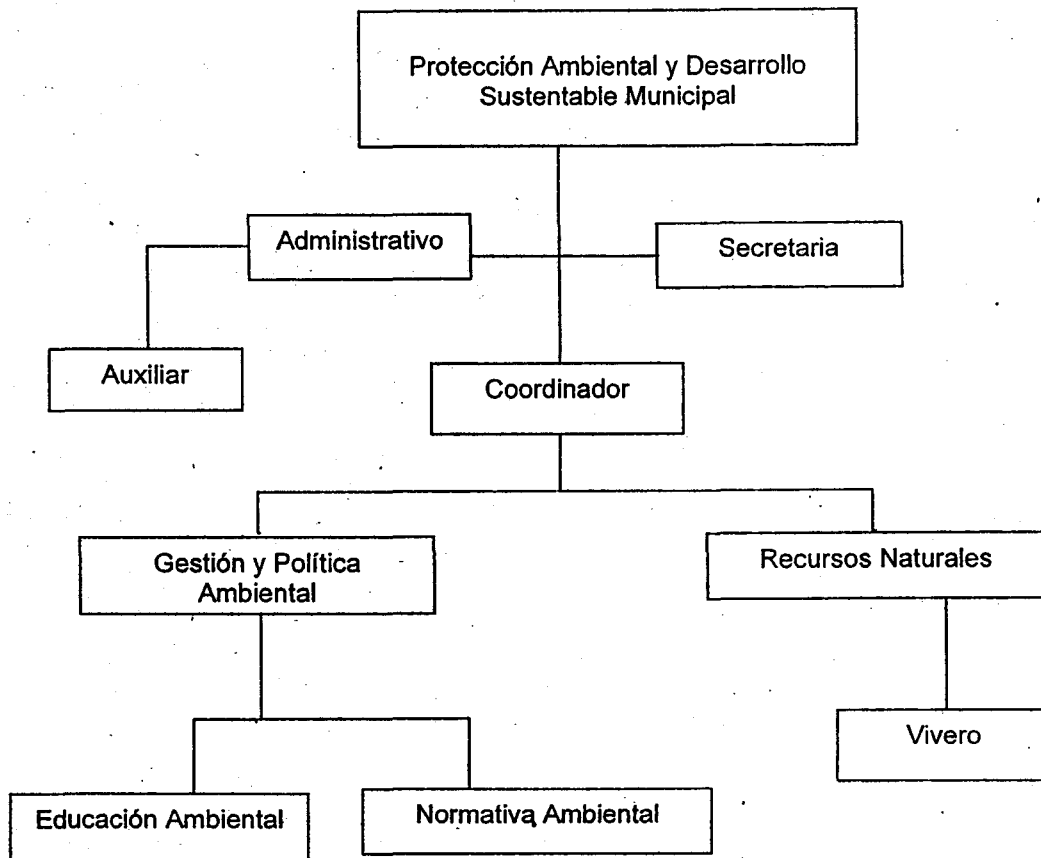 Protección Ambiental y Desarrollo
Sustentable Municipal
Administrativo
Secretaria
Auxiliar
Coordinador
Gestión y Política
Ambiental
Recursos Naturales
Vivero
Educación Ambiental
Normativa Ambiental